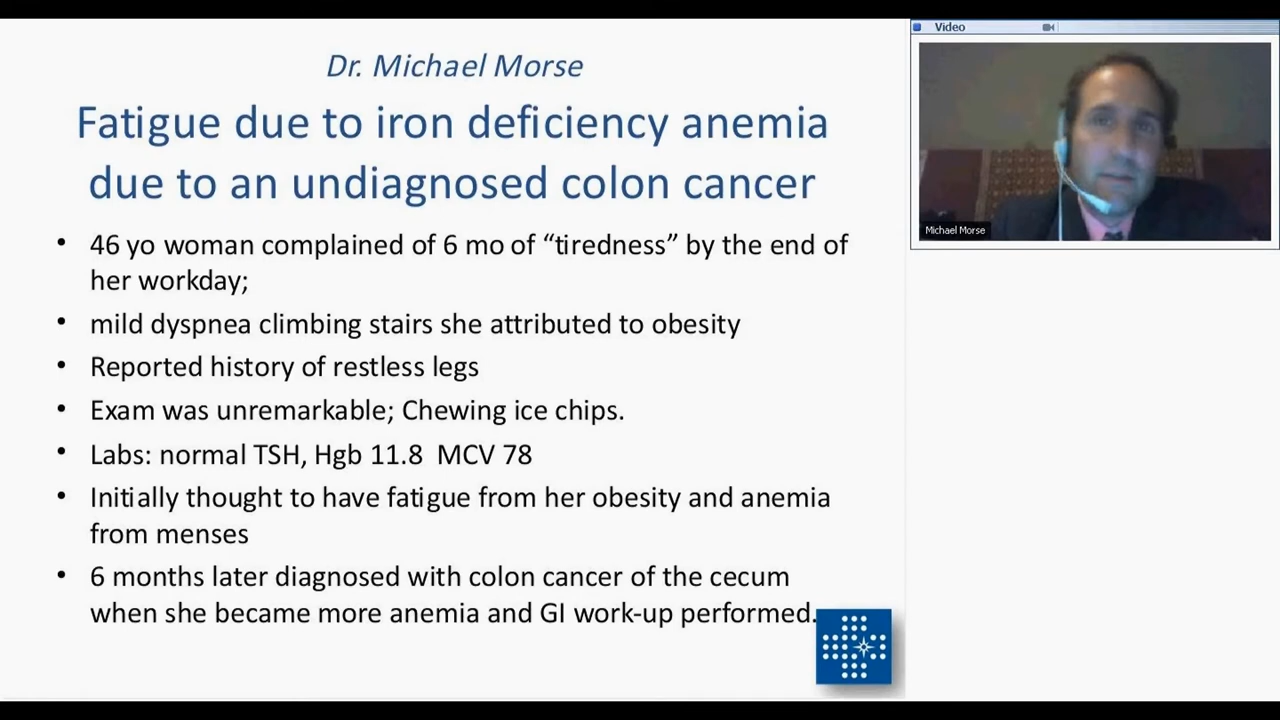 Dr. Michael Morse
Fatigue due to iron deficiency anemia
due to an undiagnosed colon cancer
• 46 yo woman complained of 6 mo of “tiredness” by the end of
her workday;
• mild dyspnea climbing stairs she attributed to obesity
• Reported history of restless legs
• Exam was unremarkable; Chewing ice chips.
• Labs: normal TSH, Hgb 11.8  MCV 78
• Initially thought to have fatigue from her obesity and anemia
from menses
• 6 months later diagnosed with colon cancer of the cecum
when she became more anemia and GI work-up performed.
Video
Michael Morse